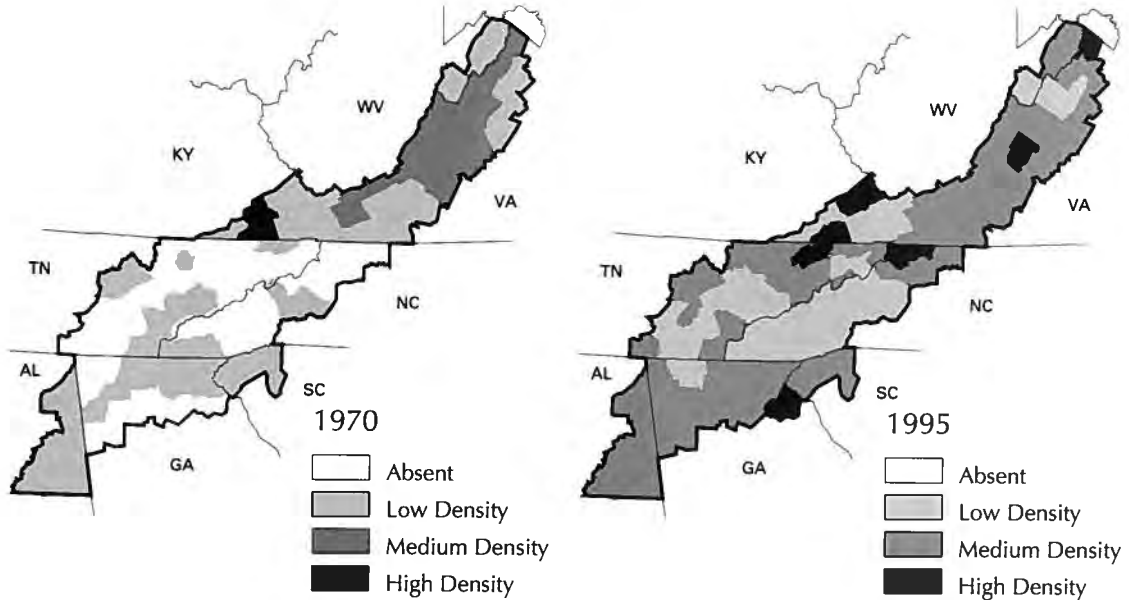 WV
KY
VA
TN
NC
AL
SC
GA
1970
Absent
Low Density
Medium Density
High Density
WV
KY
VA
TN
NC
AL
SC
GA
1995
Absent
Low Density
Medium Density
High Density